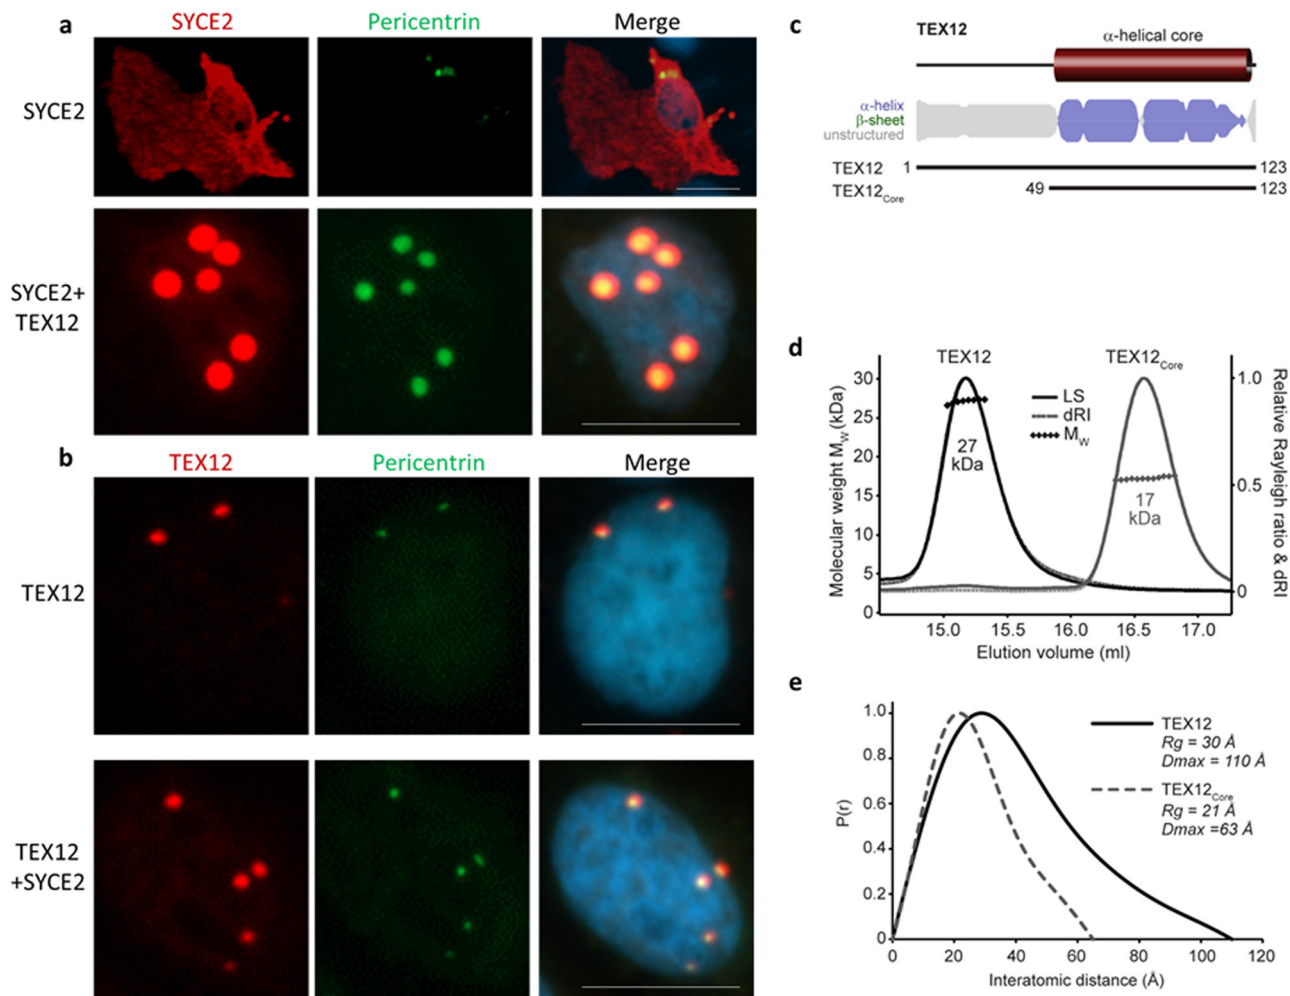 a
SYCE2 Pericentrin Merge
SYCE2
SYCE2+
TEX12
b
TEX12 Pericentrin Merge
TEX12
TEX12
+SYCE2
c
TEX12
α-helical core
α-helix
β-sheet
unstructured
TEX12 1 123
TEX12Core 49 123
d
TEX12 TEX12Core
Molecular weight MW (kDa)
30
25
20
15
10
5
0
LS
dRI
MW
27
kDa
17
kDa
1.0
0.5
0
Relative Rayleigh ratio & dRI
15.0 15.5 16.0 16.5 17.0
Elution volume (ml)
e
P(r)
1.0
0.8
0.6
0.4
0.2
0
TEX12
Rg = 30 Å
Dmax = 110 Å
TEX12Core
Rg = 21 Å
Dmax =63 Å
0 20 40 60 80 100 120
Interatomic distance (Å)